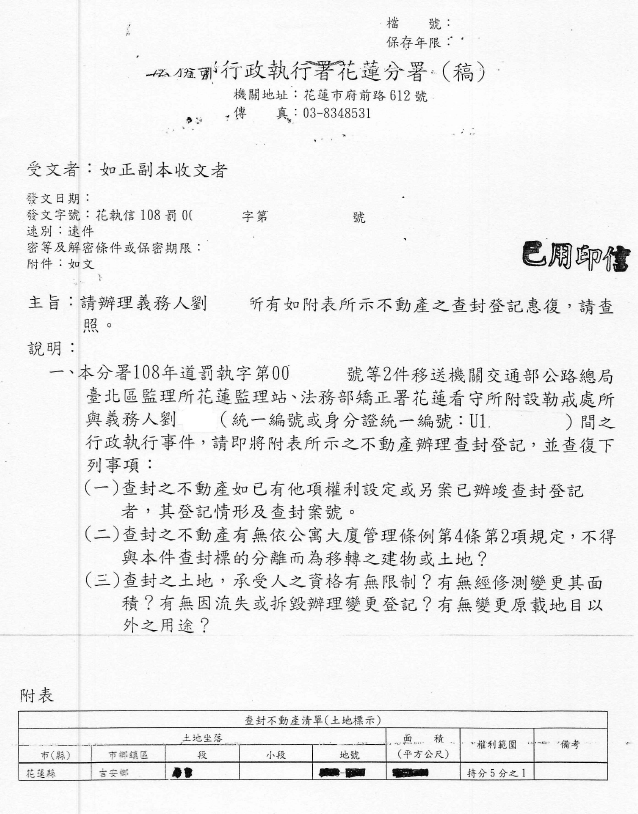 檔　　號：
保存年限：
行政執行署花蓮分署（稿）
機關地址：花蓮市府前路612號
傳　　真：03-8348531
受文者：如正副本收文者
發文日期：
發文字號：花執信108罰0(　　　字第　　　　　　號
速別：速件
密等及解密條件或保密期限：
附件：如文
已用印信
主旨：請辦理義務人劉　　　所有如附表所示不動產之查封登記惠復，請查
照。
說明：
一、本分署108年道罰執字第00　　　　號等2件移送機關交通部公路總局
臺北區監理所花蓮監理站、法務部矯正署花蓮看守所附設勒戒處所
與義務人劉　　　（統一編號或身分證統一編號：U1.　　　　）間之
行政執行事件，請即將附表所示之不動產辦理查封登記，並查復下
列事項：
(一)查封之不動產如已有他項權利設定或另案已辦竣查封登記
者，其登記情形及查封案號。
(二)查封之不動產有無依公寓大廈管理條例第4條第2項規定，不得
與本件查封標的分離而為移轉之建物或土地？
(三)查封之土地，承受人之資格有無限制？有無經修測變更其面
積？有無因流失或拆毀辦理變更登記？有無變更原載地目以
外之用途？
附表
查封不動產清單(土地標示)
土地坐落　面　積　權利範圍　備考
市(縣)　市鄉鎮區　段　小段　地號　(平方公尺)
花蓮縣　吉安鄉　持分5分之1